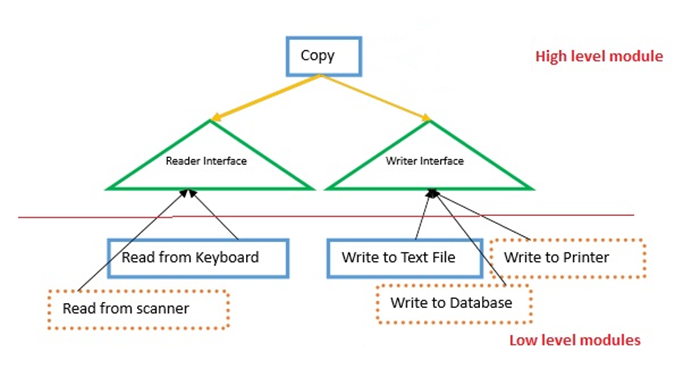 Copy
High level module
Reader Interface
Writer Interface
Read from Keyboard
Write to Text File
Write to Printer
Read from scanner
Write to Database
Low level modules